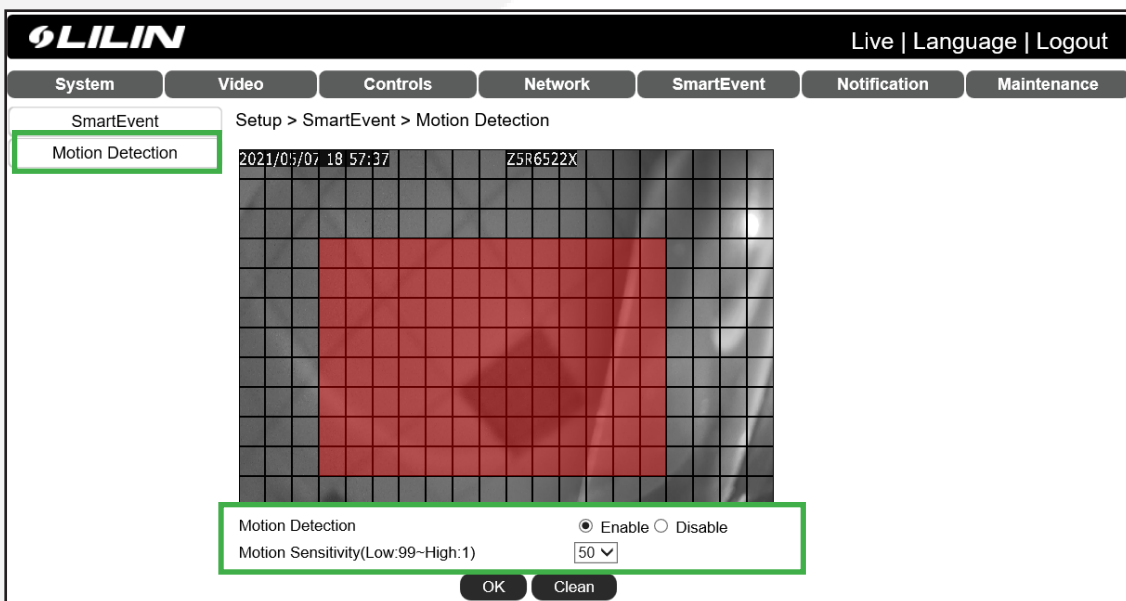 LILIN
Live | Language | Logout
System Video Controls Network SmartEvent Notification Maintenance
SmartEvent
Setup > SmartEvent > Motion Detection
Motion Detection
2021/05/07 18 57:37 Z5R6522X
Motion Detection Enable Disable
Motion Sensitivity(Low:99~High:1) 50
OK Clean